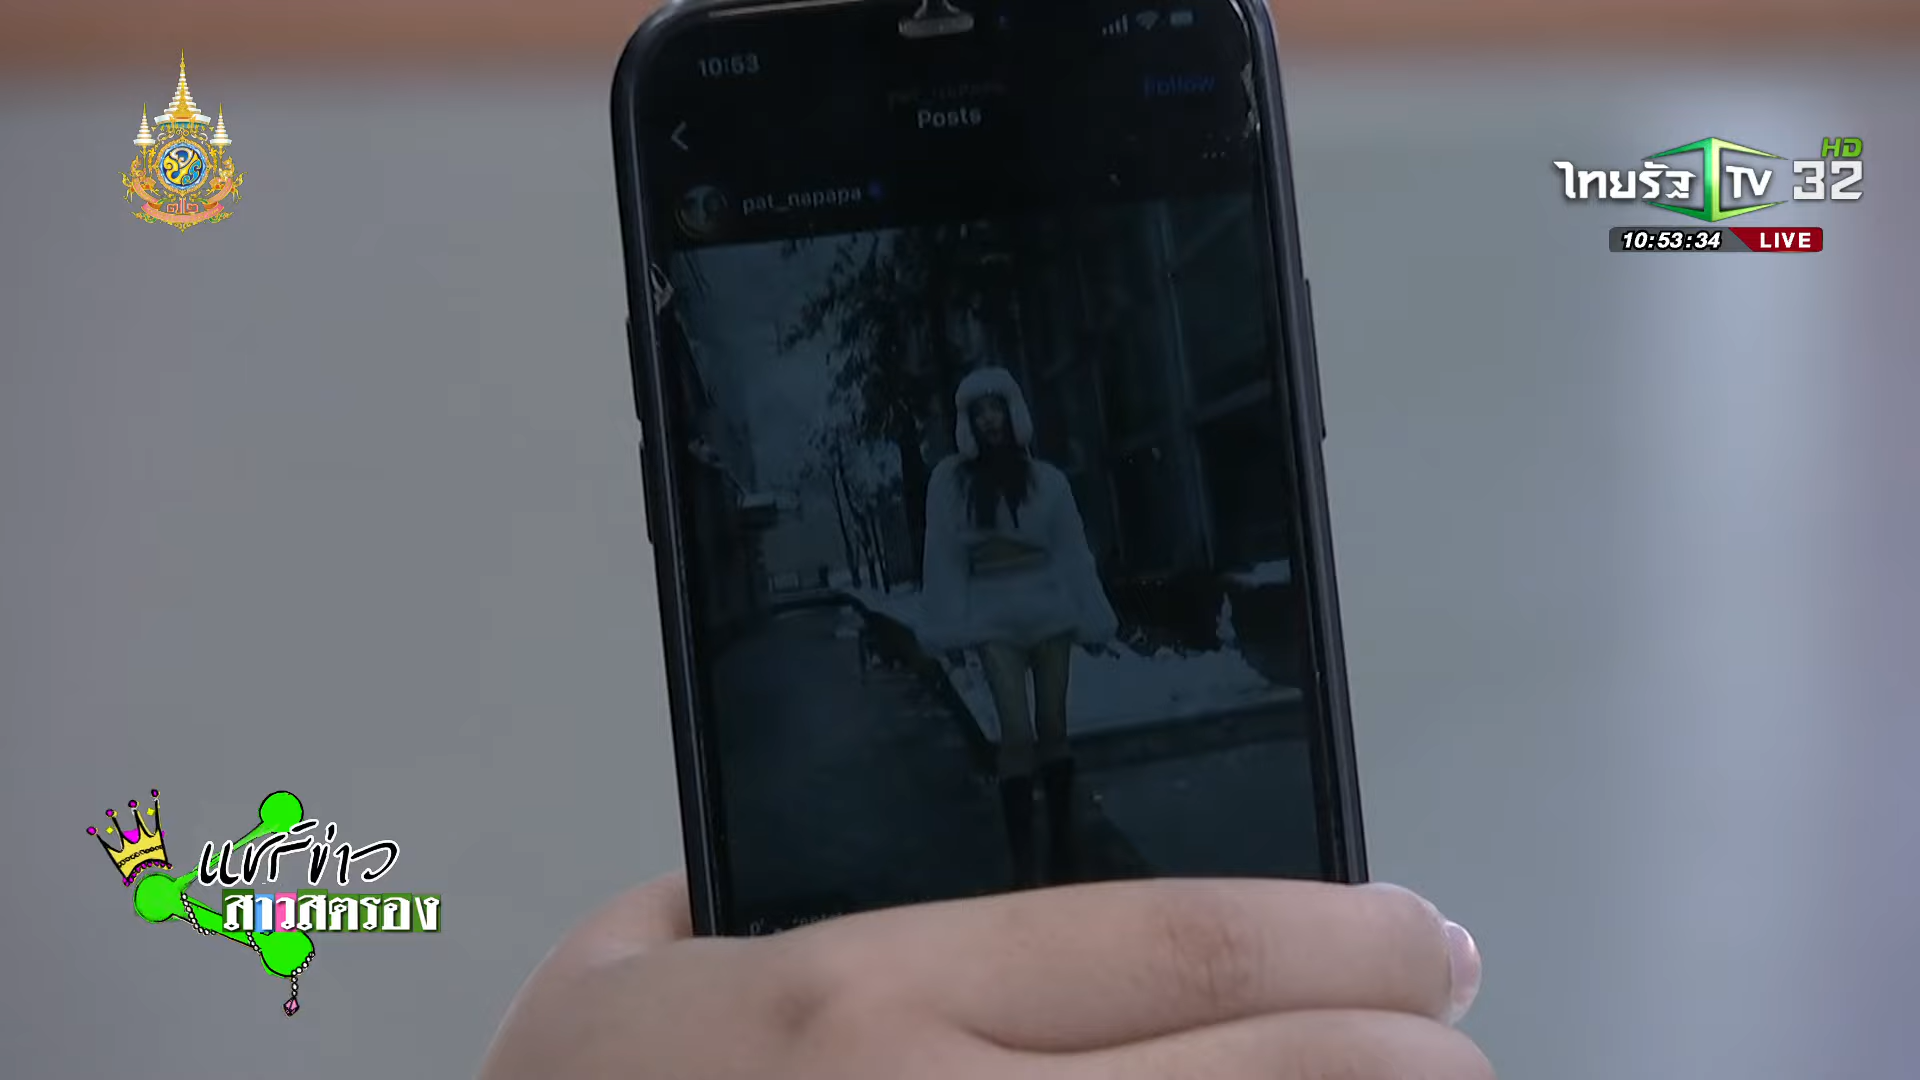 10:53
Follow
Posts
pat_napapa
ไทยรัฐ TV 32 HD
10:53:34 LIVE
แชร์ข่าว
สาวสตรอง